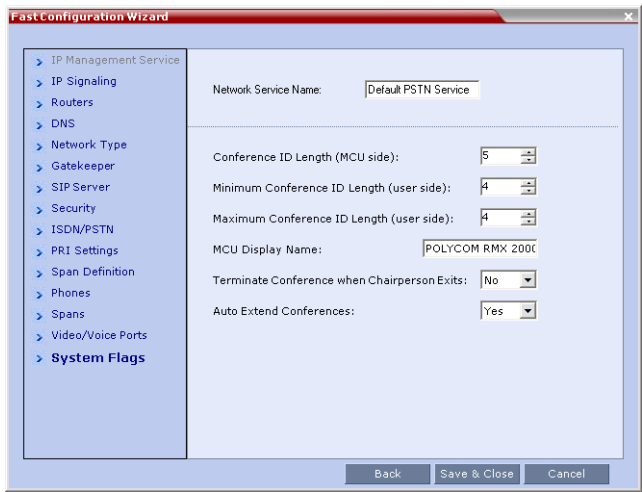 Fast Configuration Wizard
IP Management Service
IP Signaling
Routers
DNS
Network Type
Gatekeeper
SIP Server
Security
ISDN/PSTN
PRI Settings
Span Definition
Phones
Spans
Video/Voice Ports
System Flags
Network Service Name: Default PSTN Service
Conference ID Length (MCU side): 5
Minimum Conference ID Length (user side): 4
Maximum Conference ID Length (user side): 4
MCU Display Name: POLYCOM RMX 200
Terminate Conference when Chairperson Exits: No
Auto Extend Conferences: Yes
Back Save & Close Cancel